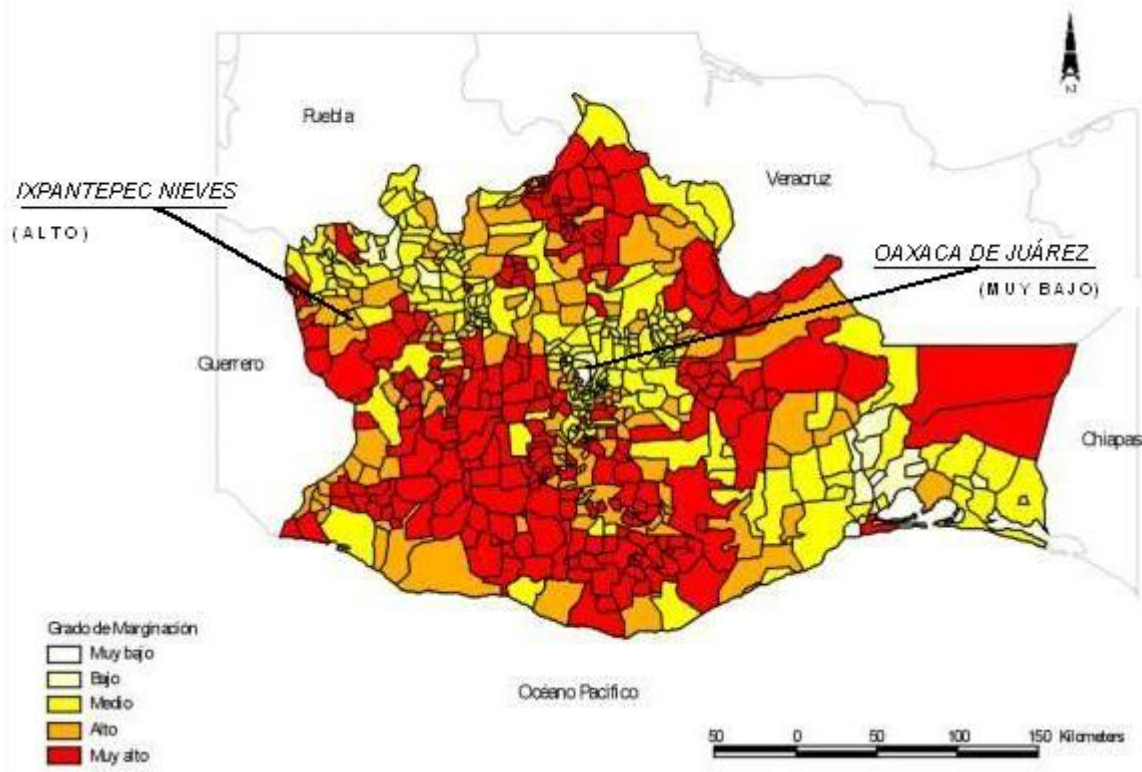 Puebla
Veracruz
IXPANTEPEC NIEVES
(ALTO)
OAXACA DE JUÁREZ
(MUY BAJO)
Guerrero
Chiapas
Grado de Marginación
Muy bajo
Bajo
Medio
Alto
Muy alto
Océano Pacifico
50 0 50 100 150 Kilometers
N